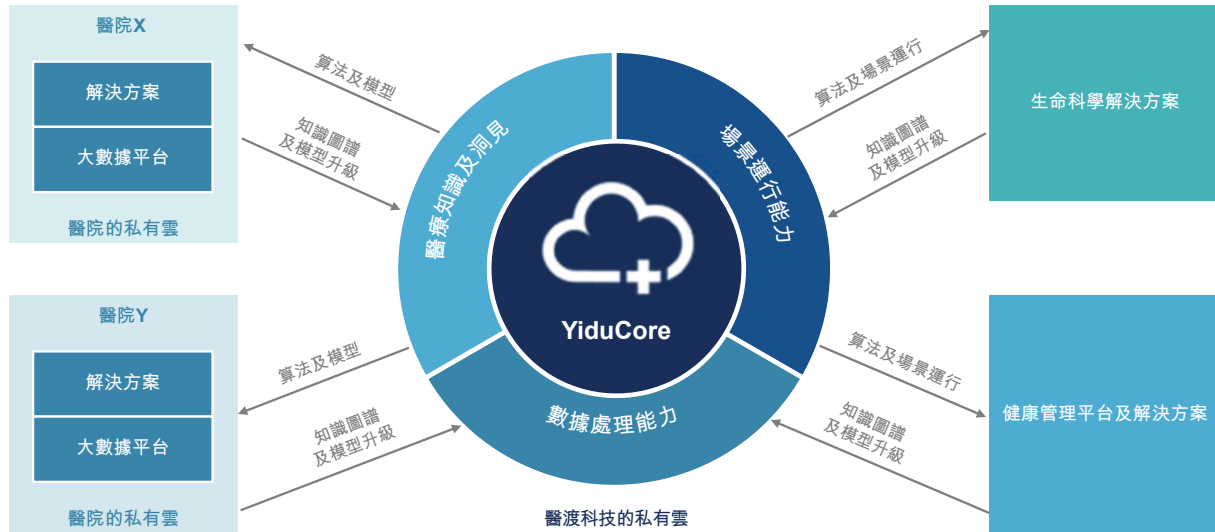 醫院X
解決方案
大數據平台
醫院的私有雲
算法及模型
知識圖譜
及模型升級
醫院Y
解決方案
大數據平台
醫院的私有雲
算法及模型
知識圖譜
及模型升級
醫療知識及洞見
場景運行能力
數據處理能力
YiduCore
醫渡科技的私有雲
算法及場景運行
知識圖譜
及模型升級
生命科學解決方案
算法及場景運行
知識圖譜
及模型升級
健康管理平台及解決方案